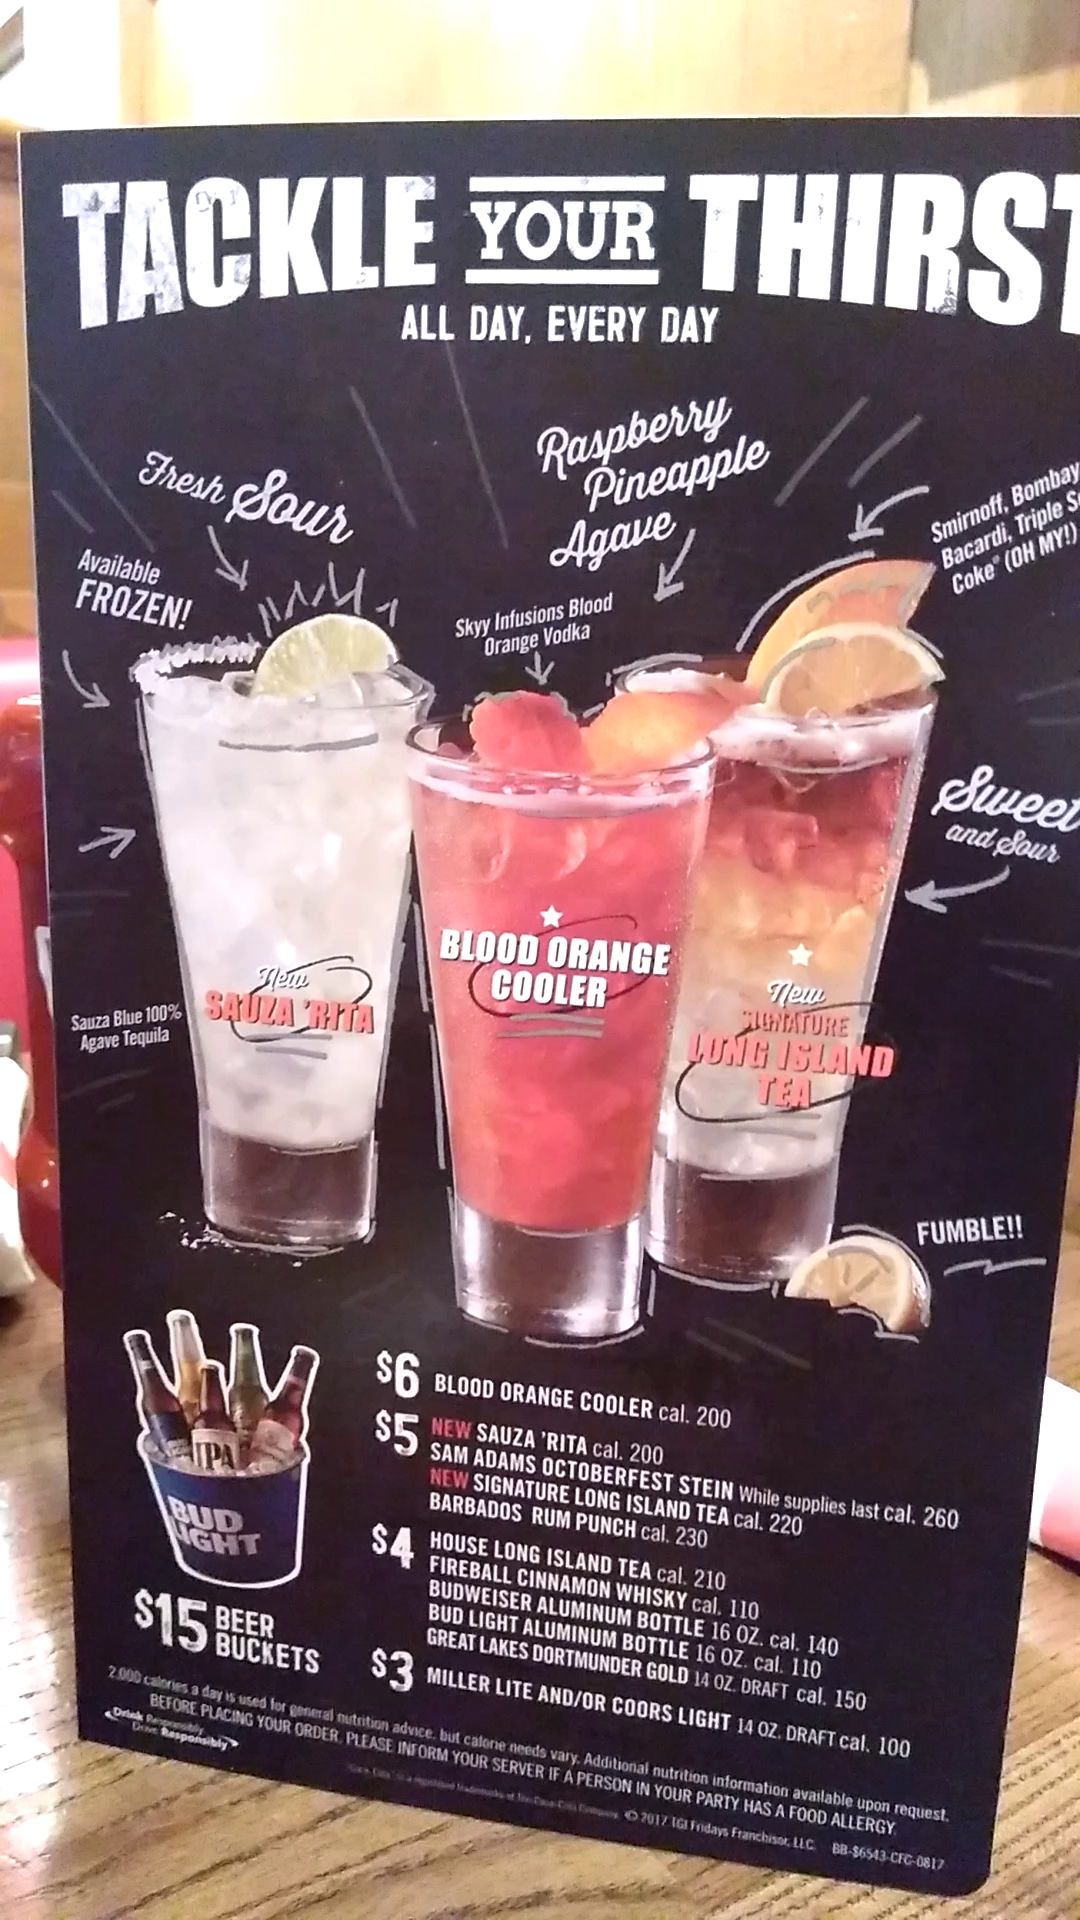 TACKLE YOUR THIRST
ALL DAY, EVERY DAY
Fresh Sour
Raspberry
Pineapple
Agave
Smirnoff, Bombay
Bacardi, Triple
Coke® (OH MY!)
Available
FROZEN!
Skyy Infusions Blood
Orange Vodka
Sweet
and Sour
BLOOD ORANGE
COOLER
New
SAUZA 'RITA
New
SIGNATURE
LONG ISLAND
TEA
Sauza Blue 100%
Agave Tequila
FUMBLE!!
IPA
BUD
LIGHT
$15 BEER
BUCKETS
$6 BLOOD ORANGE COOLER cal. 200
$5 NEW SAUZA 'RITA cal. 200
SAM ADAMS OCTOBERFEST STEIN While supplies last cal. 260
NEW SIGNATURE LONG ISLAND TEA cal. 220
BARBADOS RUM PUNCH cal. 230
$4 HOUSE LONG ISLAND TEA cal. 210
FIREBALL CINNAMON WHISKY cal. 110
BUDWEISER ALUMINUM BOTTLE 16 OZ. cal. 140
BUD LIGHT ALUMINUM BOTTLE 16 OZ. cal. 110
GREAT LAKES DORTMUNDER GOLD 14 OZ. DRAFT cal. 150
$3 MILLER LITE AND/OR COORS LIGHT 14 OZ. DRAFT cal. 100
2,000 calories a day is used for general nutrition advice, but calorie needs vary. Additional nutrition information available upon request.
BEFORE PLACING YOUR ORDER, PLEASE INFORM YOUR SERVER IF A PERSON IN YOUR PARTY HAS A FOOD ALLERGY.
Drink Responsibly
Drive Responsibly
© 2017 TGI Fridays Franchisor, LLC. BB-$6543-CFC-0817